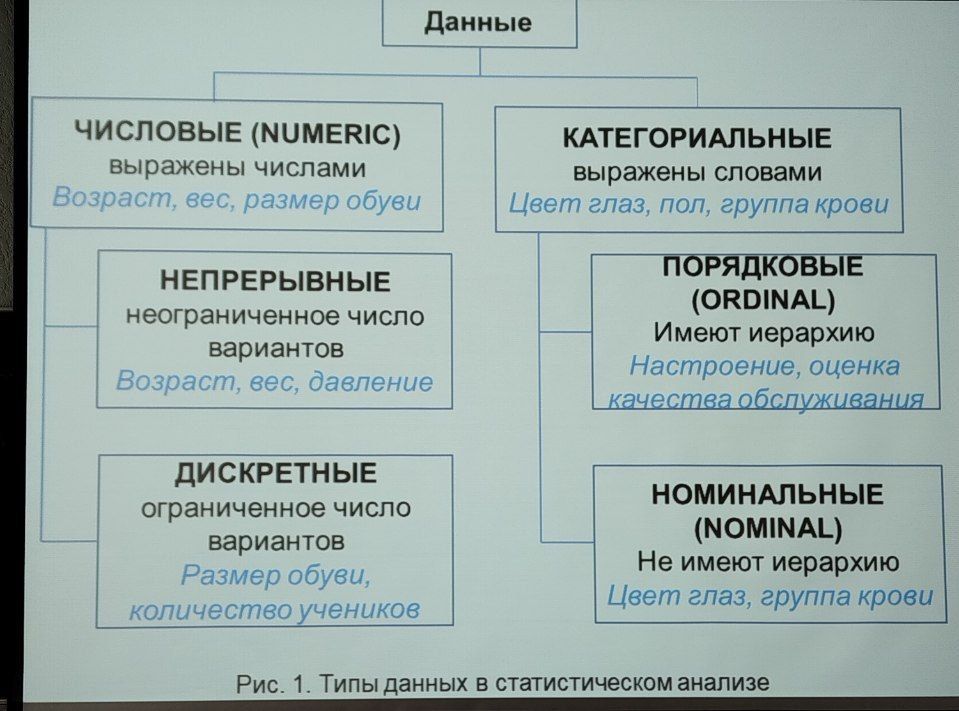 Данные
ЧИСЛОВЫЕ (NUMERIC)
выражены числами
Возраст, вес, размер обуви
НЕПРЕРЫВНЫЕ
неограниченное число
вариантов
Возраст, вес, давление
ДИСКРЕТНЫЕ
ограниченное число
вариантов
Размер обуви,
количество учеников
КАТЕГОРИАЛЬНЫЕ
выражены словами
Цвет глаз, пол, группа крови
ПОРЯДКОВЫЕ
(ORDINAL)
Имеют иерархию
Настроение, оценка
качества обслуживания
НОМИНАЛЬНЫЕ
(NOMINAL)
Не имеют иерархию
Цвет глаз, группа крови
Рис. 1. Типы данных в статистическом анализе